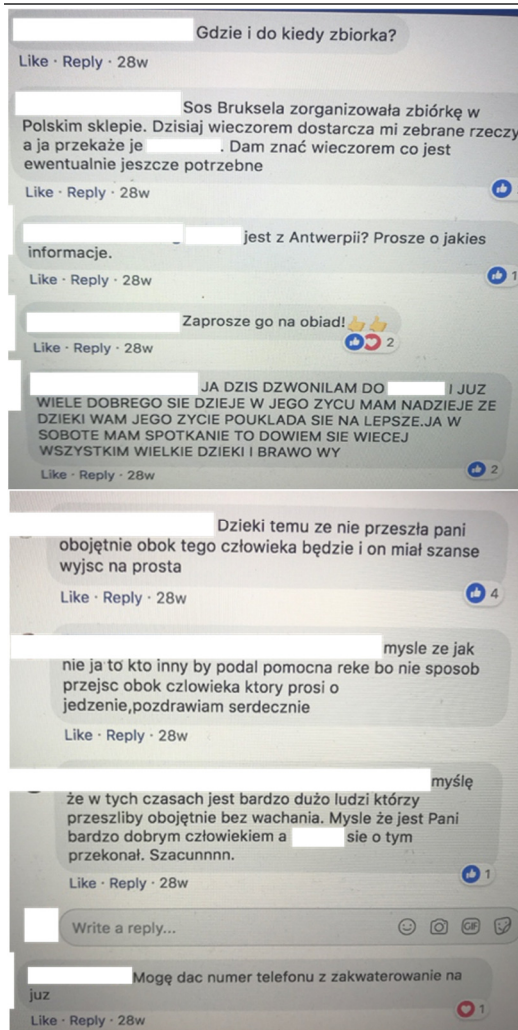 Gdzie i do kiedy zbiorka?
Like · Reply · 28w
Sos Bruksela zorganizowała zbiórkę w
Polskim sklepie. Dzisiaj wieczorem dostarcza mi zebrane rzeczy
a ja przekaże je . Dam znać wieczorem co jest
ewentualnie jeszcze potrzebne
Like · Reply · 28w
jest z Antwerpii? Prosze o jakies
informacje.
Like · Reply · 28w
1
Zaprosze go na obiad!👍👍
Like · Reply · 28w
2
JA DZIS DZWONILAM DO I JUZ
WIELE DOBREGO SIE DZIEJE W JEGO ZYCU MAM NADZIEJE ZE
DZIEKI WAM JEGO ZYCIE POUKLADA SIE NA LEPSZE.JA W
SOBOTE MAM SPOTKANIE TO DOWIEM SIE WIECEJ
WSZYSTKIM WIELKIE DZIEKI I BRAWO WY
Like · Reply · 28w
2
Dzieki temu ze nie przeszła pani
obojętnie obok tego człowieka będzie i on miał szanse
wyjsc na prosta
Like · Reply · 28w
4
mysle ze jak
nie ja to kto inny by podal pomocna reke bo nie sposob
przejsc obok czlowieka ktory prosi o
jedzenie,pozdrawiam serdecznie
Like · Reply · 28w
myślę
że w tych czasach jest bardzo dużo ludzi którzy
przeszliby obojętnie bez wachania. Mysle że jest Pani
bardzo dobrym człowiekiem a sie o tym
przekonał. Szacunnnn.
Like · Reply · 28w
1
Write a reply...
GIF
Mogę dac numer telefonu z zakwaterowanie na
juz
Like · Reply · 28w
1